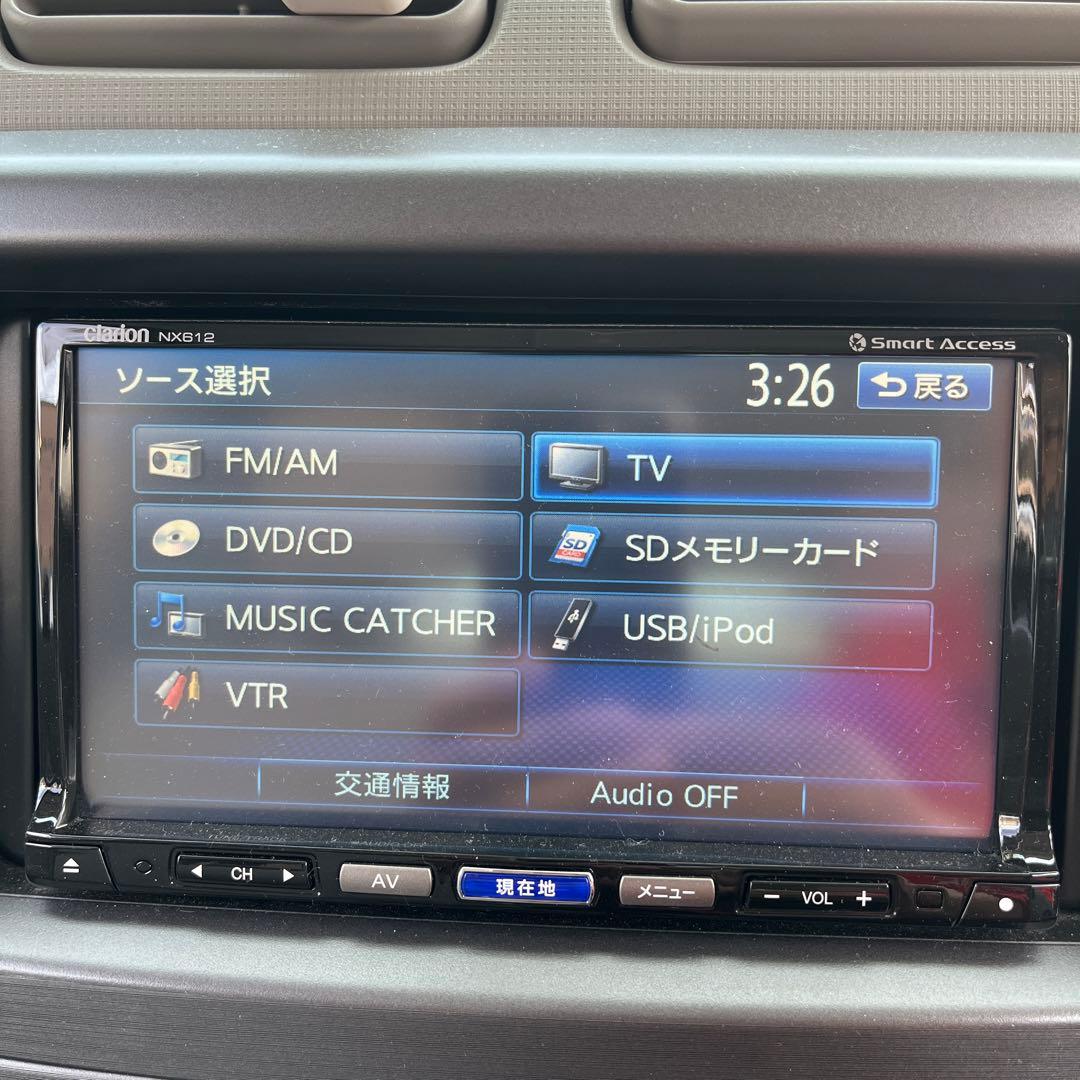 clarion NX612
Smart Access
ソース選択
3:26
戻る
FM/AM
TV
DVD/CD
SD
CARD
SDメモリーカード
MUSIC CATCHER
USB/iPod
VTR
交通情報
Audio OFF
CH
AV
現在地
メニュー
− VOL +